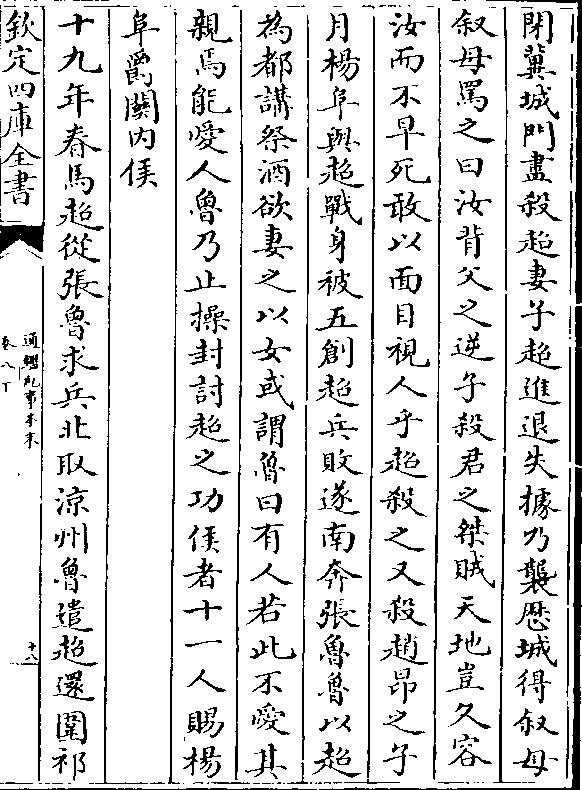 閉冀城門盡殺超妻子超進退失據乃襲歴城得叙母
叙母罵之曰汝背父之逆子殺君之桀賊天地豈久容
汝而不早死敢以面目視人乎超殺之又殺趙昂之子
月楊阜與超戰身被五創超兵敗遂南奔張魯魯以超
為都講祭酒欲妻之以女或謂魯曰有人若此不愛其
親焉能愛人魯乃止操封討超之功侯者十一人賜楊
阜爵闗内侯
十九年春馬超從張魯求兵北取涼州魯遣超還圍祁
欽定四庫全書
通鑑紀事本末
卷八下
十八